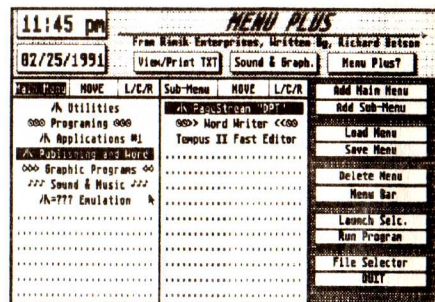 11:45 pm
MENU PLUS
From Rimik Enterprises, Written By, Richard Betson
02/25/1991
View/Print TXT
Sound & Graph.
Menu Plus?
MOVE L/C/R
Sub-Menu MOVE L/C/R
Utilities
Programing
Applications #1
Publishing and Word
Graphic Programs
Sound & Music
=??? Emulation
PageStream "OPT"
Word Writer
Tempus II Fast Editor
Add Main Menu
Add Sub-Menu
Load Menu
Save Menu
Delete Menu
Menu Bar
Launch Selc.
Run Program
File Selector
QUIT